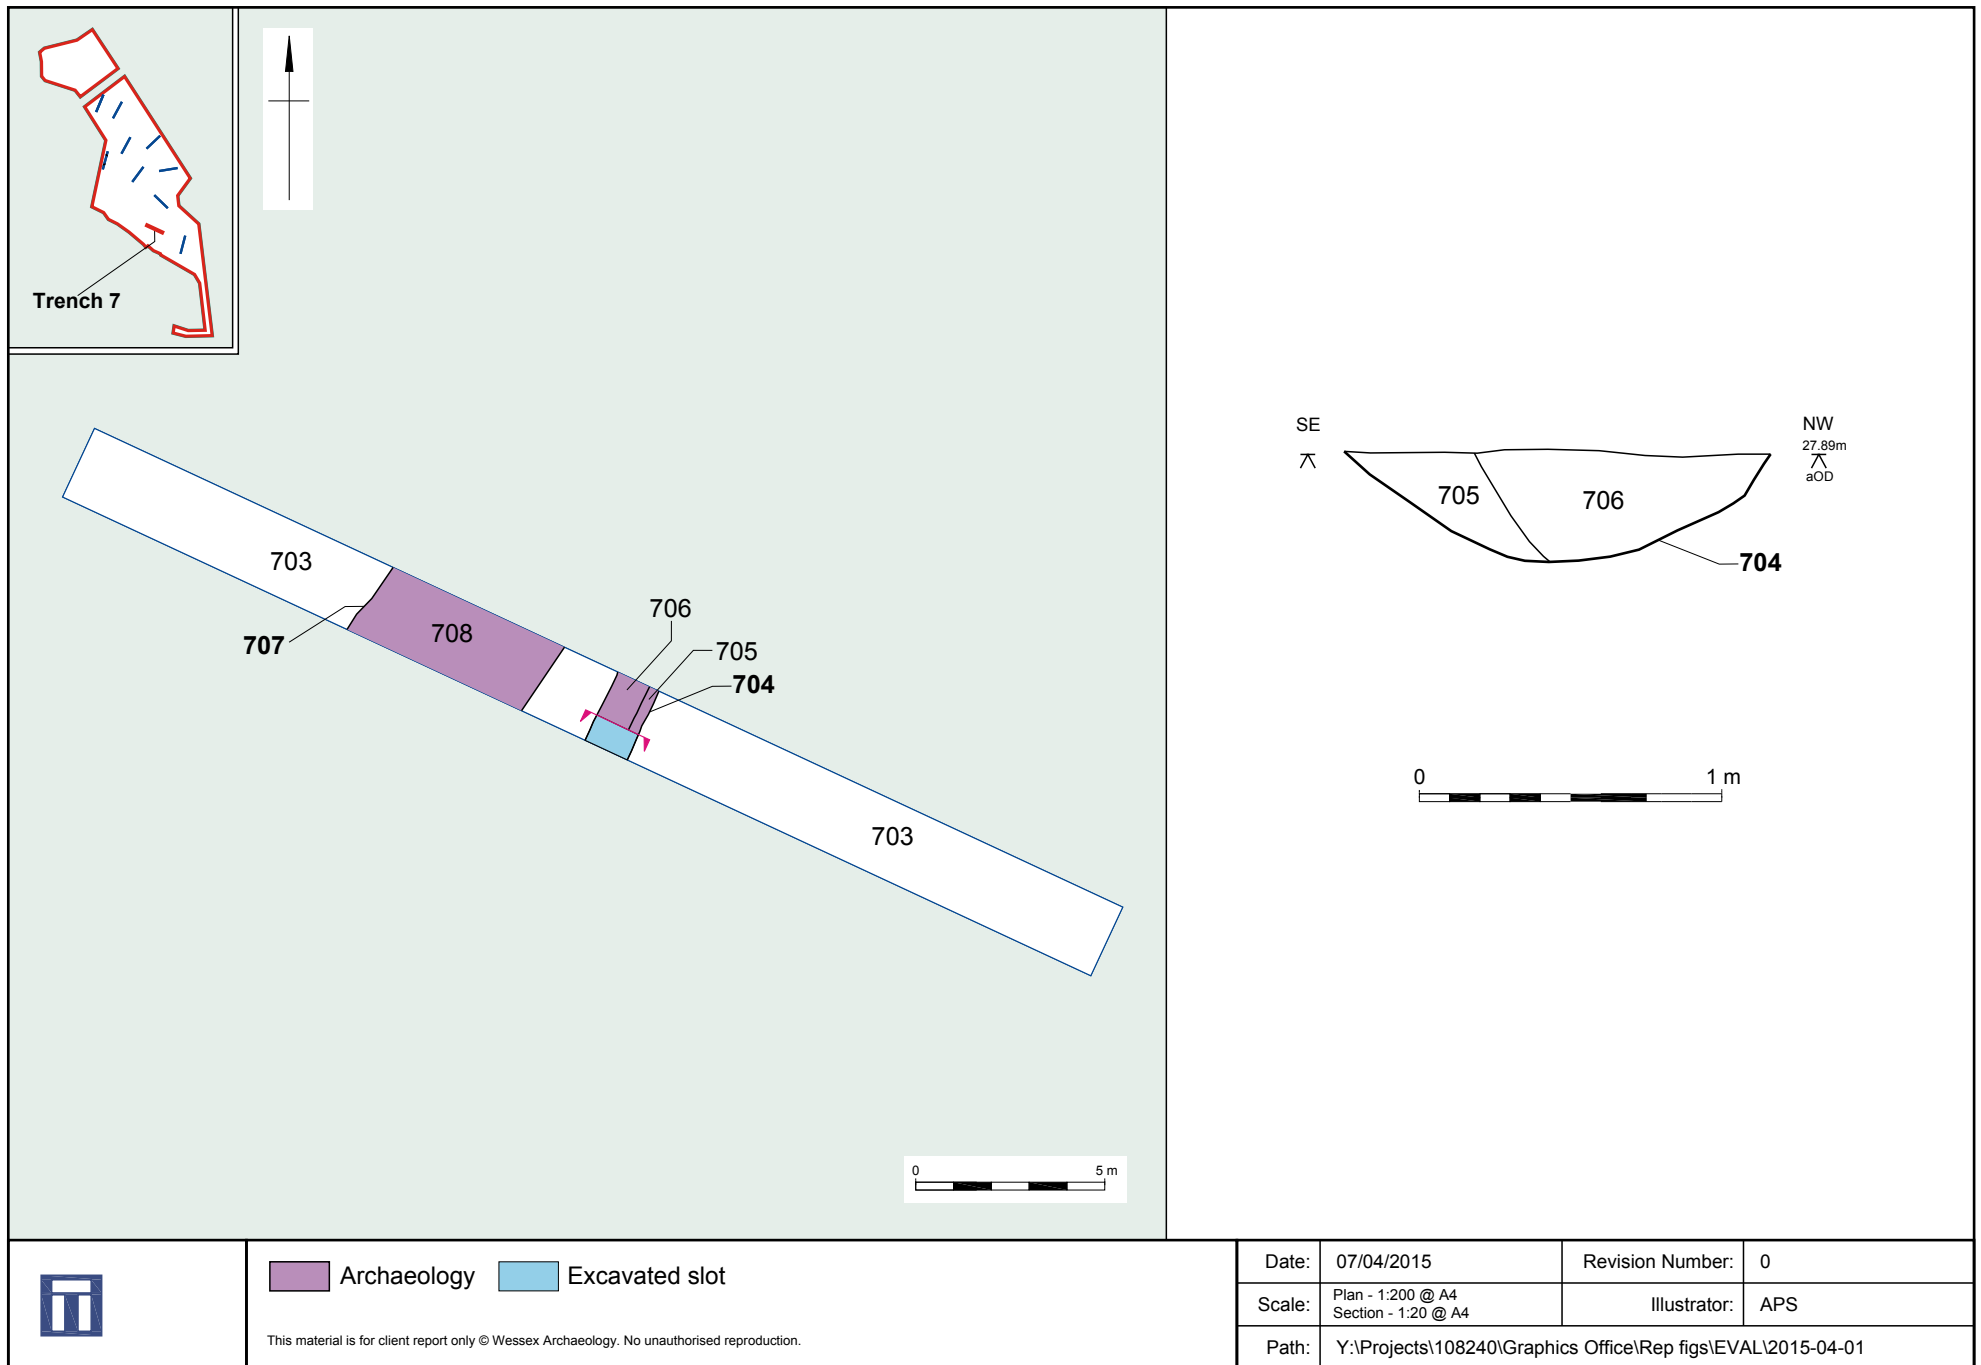 Trench 7
703
707
708
706
705
704
703
0 5 m
SE
NW
27.89m
aOD
705
706
704
0 1 m
Archaeology
Excavated slot
This material is for client report only © Wessex Archaeology. No unauthorised reproduction.
Date: 07/04/2015 Revision Number: 0
Scale: Plan - 1:200 @ A4
Section - 1:20 @ A4
Illustrator: APS
Path: Y:\Projects\108240\Graphics Office\Rep figs\EVAL\2015-04-01